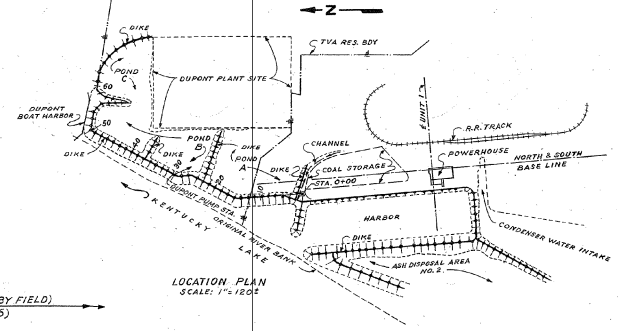 N
DIKE
TVA RES. BDY
POND
C
DUPONT PLANT SITE
60
DUPONT
BOAT HARBOR
50
DIKE
40
DIKE
POND
B
30
DIKE
POND
A
20
10
CHANNEL
DIKE
COAL STORAGE
STA. 0+00
℄ UNIT 1
R.R. TRACK
POWERHOUSE
NORTH & SOUTH
BASE LINE
DUPONT PUMP STA.
ORIGINAL RIVER BANK
KENTUCKY
LAKE
HARBOR
DIKE
CONDENSER WATER INTAKE
ASH DISPOSAL AREA
NO. 2
LOCATION PLAN
SCALE: 1"=120±
BY FIELD)